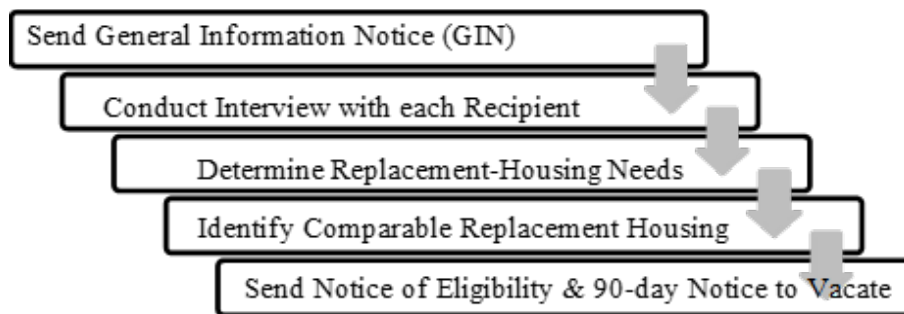 Send General Information Notice (GIN)
Conduct Interview with each Recipient
Determine Replacement-Housing Needs
Identify Comparable Replacement Housing
Send Notice of Eligibility & 90-day Notice to Vacate